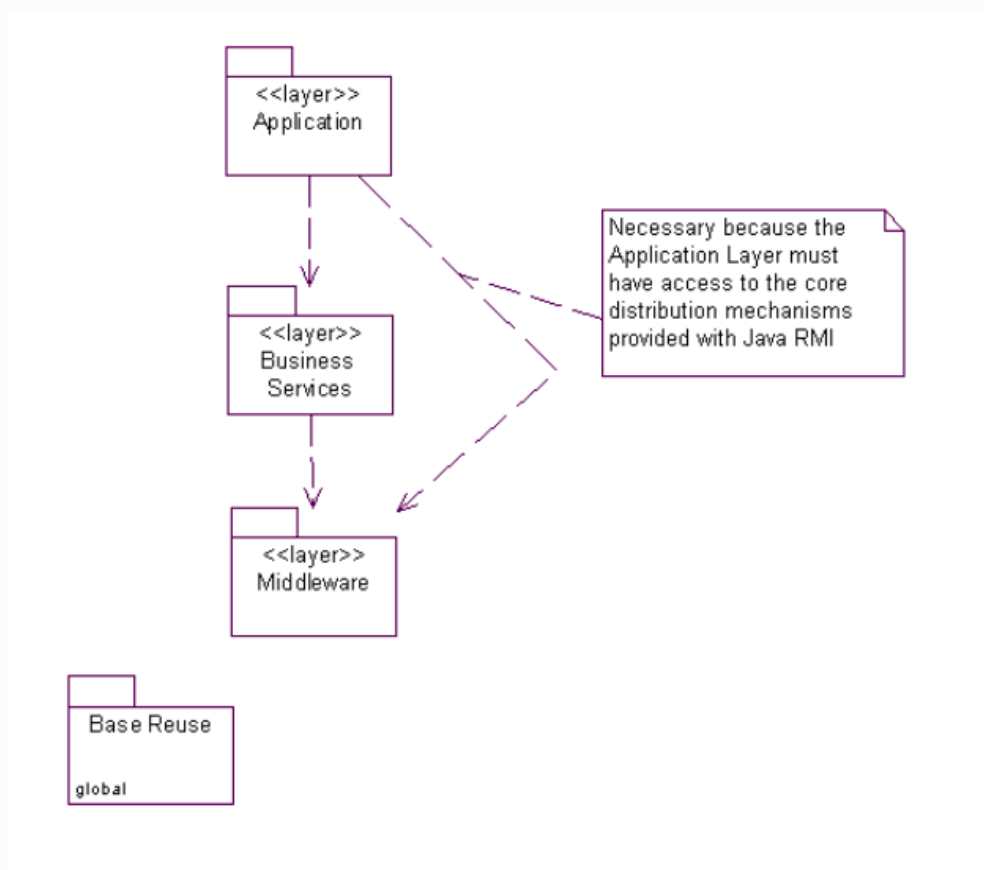 <<layer>>
Application
Necessary because the
Application Layer must
have access to the core
distribution mechanisms
provided with Java RMI
<<layer>>
Business
Services
<<layer>>
Middleware
Base Reuse
global